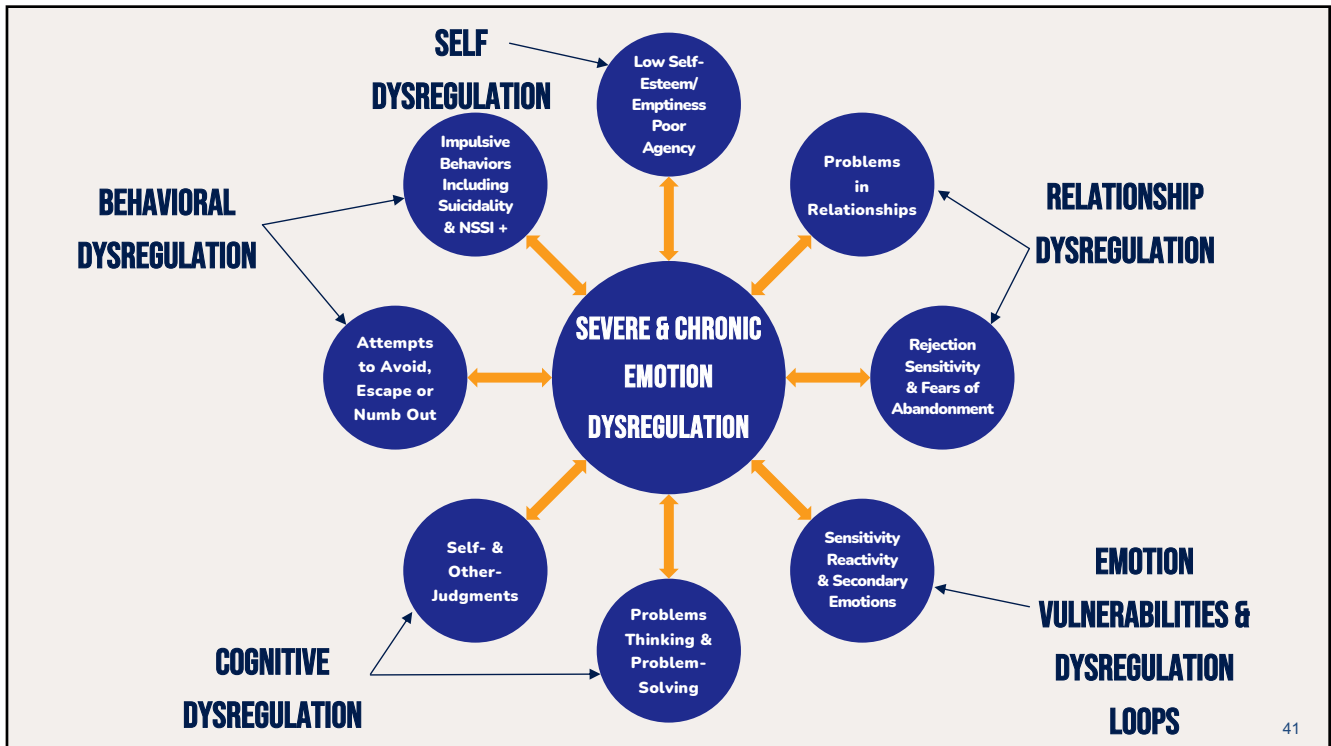 SELF
DYSREGULATION
Low Self-
Esteem/
Emptiness
Poor
Agency
Impulsive
Behaviors
Including
Suicidality
& NSSI +
Problems
in
Relationships
BEHAVIORAL
DYSREGULATION
RELATIONSHIP
DYSREGULATION
SEVERE & CHRONIC
EMOTION
DYSREGULATION
Attempts
to Avoid,
Escape or
Numb Out
Rejection
Sensitivity
& Fears of
Abandonment
Self- &
Other-
Judgments
Sensitivity
Reactivity
& Secondary
Emotions
Problems
Thinking &
Problem-
Solving
COGNITIVE
DYSREGULATION
EMOTION
VULNERABILITIES &
DYSREGULATION
LOOPS
41